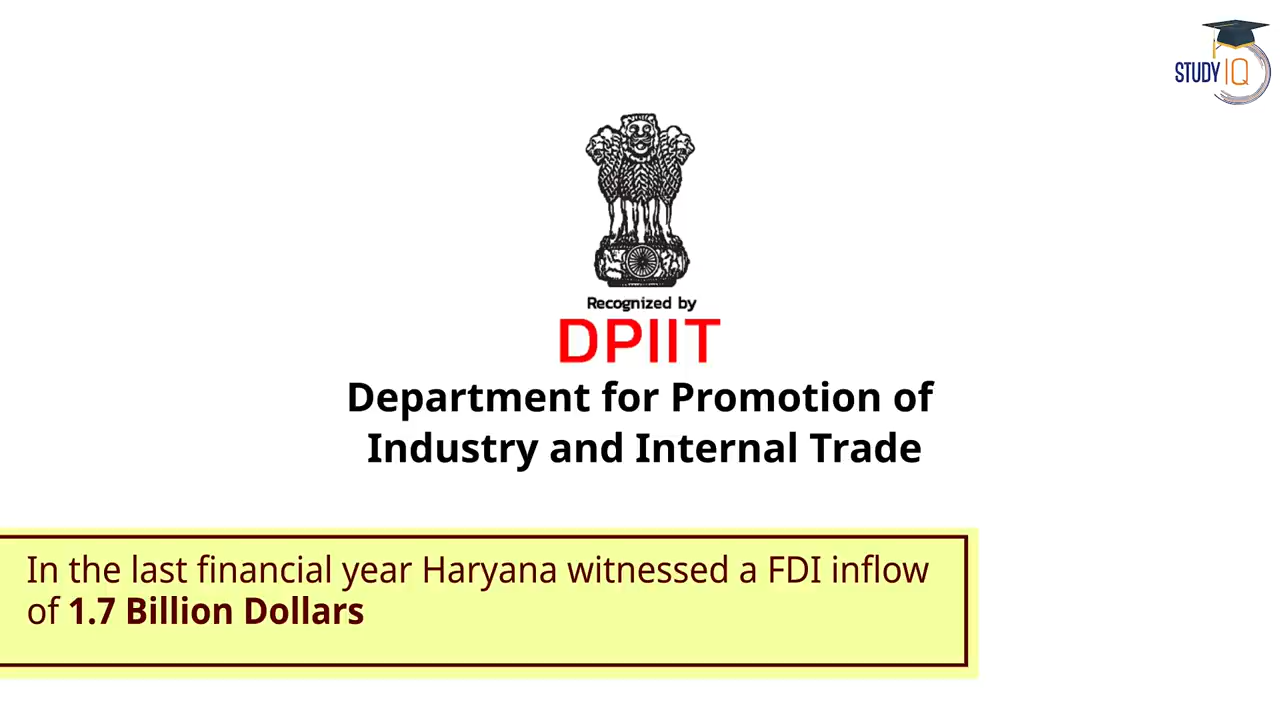 STUDY IQ
Recognized by
DPIIT
Department for Promotion of
Industry and Internal Trade
In the last financial year Haryana witnessed a FDI inflow
of 1.7 Billion Dollars